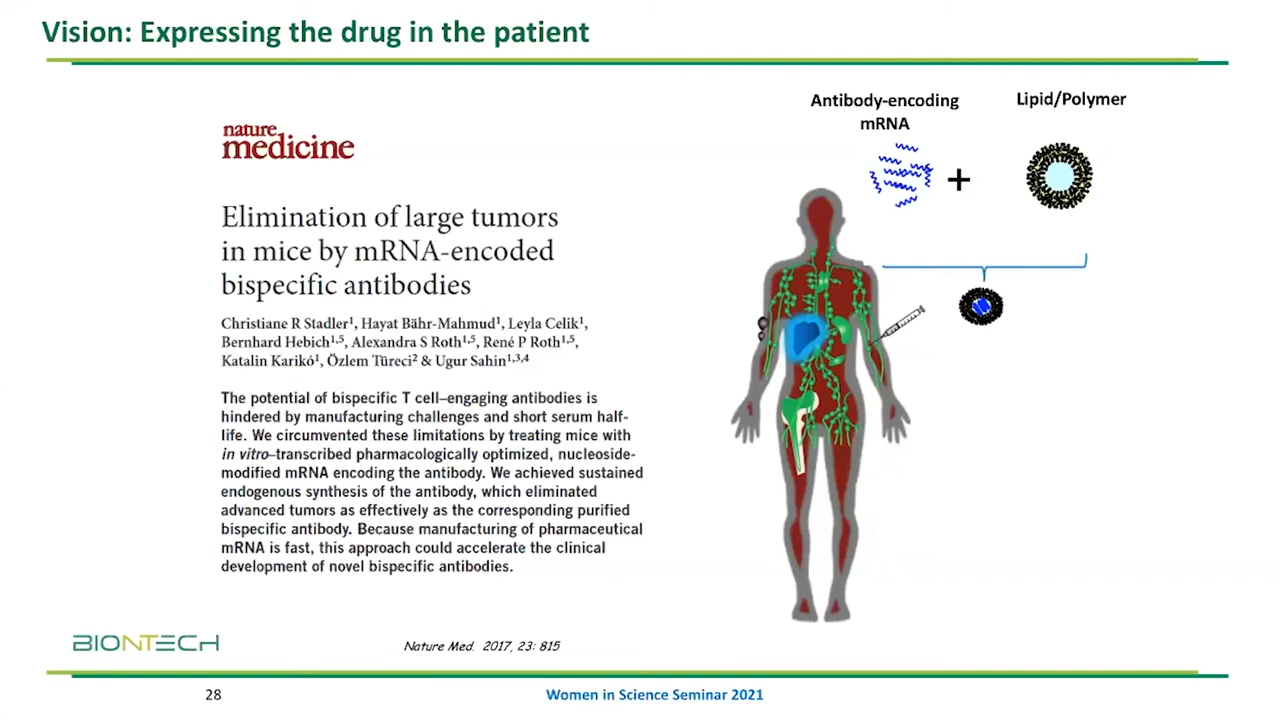 Vision: Expressing the drug in the patient
nature
medicine
Elimination of large tumors
in mice by mRNA-encoded
bispecific antibodies
Christiane R Stadler¹, Hayat Bähr-Mahmud¹, Leyla Celik¹,
Bernhard Hebich¹,⁵, Alexandra S Roth¹,⁵, René P Roth¹,⁵,
Katalin Karikó¹, Özlem Türeci² & Ugur Sahin¹,³,⁴
The potential of bispecific T cell–engaging antibodies is
hindered by manufacturing challenges and short serum half-
life. We circumvented these limitations by treating mice with
in vitro–transcribed pharmacologically optimized, nucleoside-
modified mRNA encoding the antibody. We achieved sustained
endogenous synthesis of the antibody, which eliminated
advanced tumors as effectively as the corresponding purified
bispecific antibody. Because manufacturing of pharmaceutical
mRNA is fast, this approach could accelerate the clinical
development of novel bispecific antibodies.
Antibody-encoding
mRNA
Lipid/Polymer
+
BIONTECH
Nature Med. 2017, 23: 815
28
Women in Science Seminar 2021